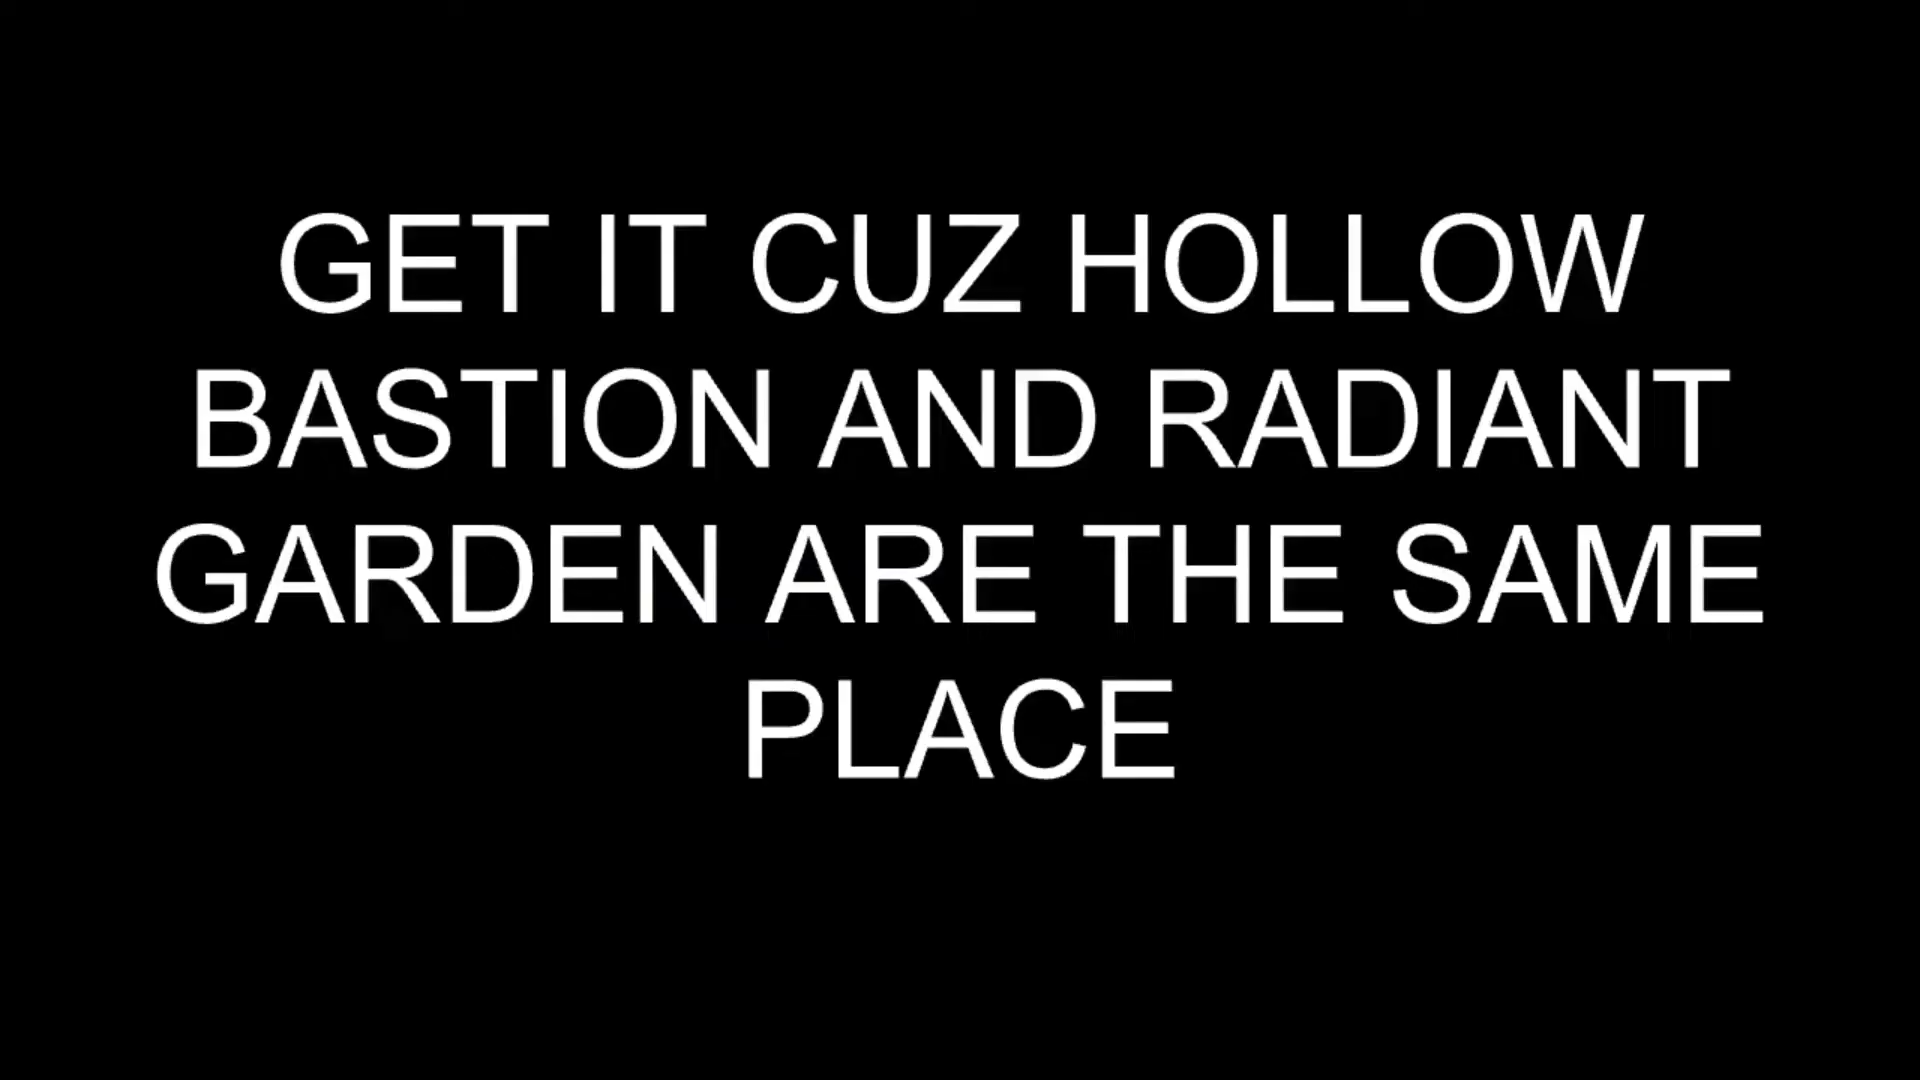 GET IT CUZ HOLLOW
BASTION AND RADIANT
GARDEN ARE THE SAME
PLACE